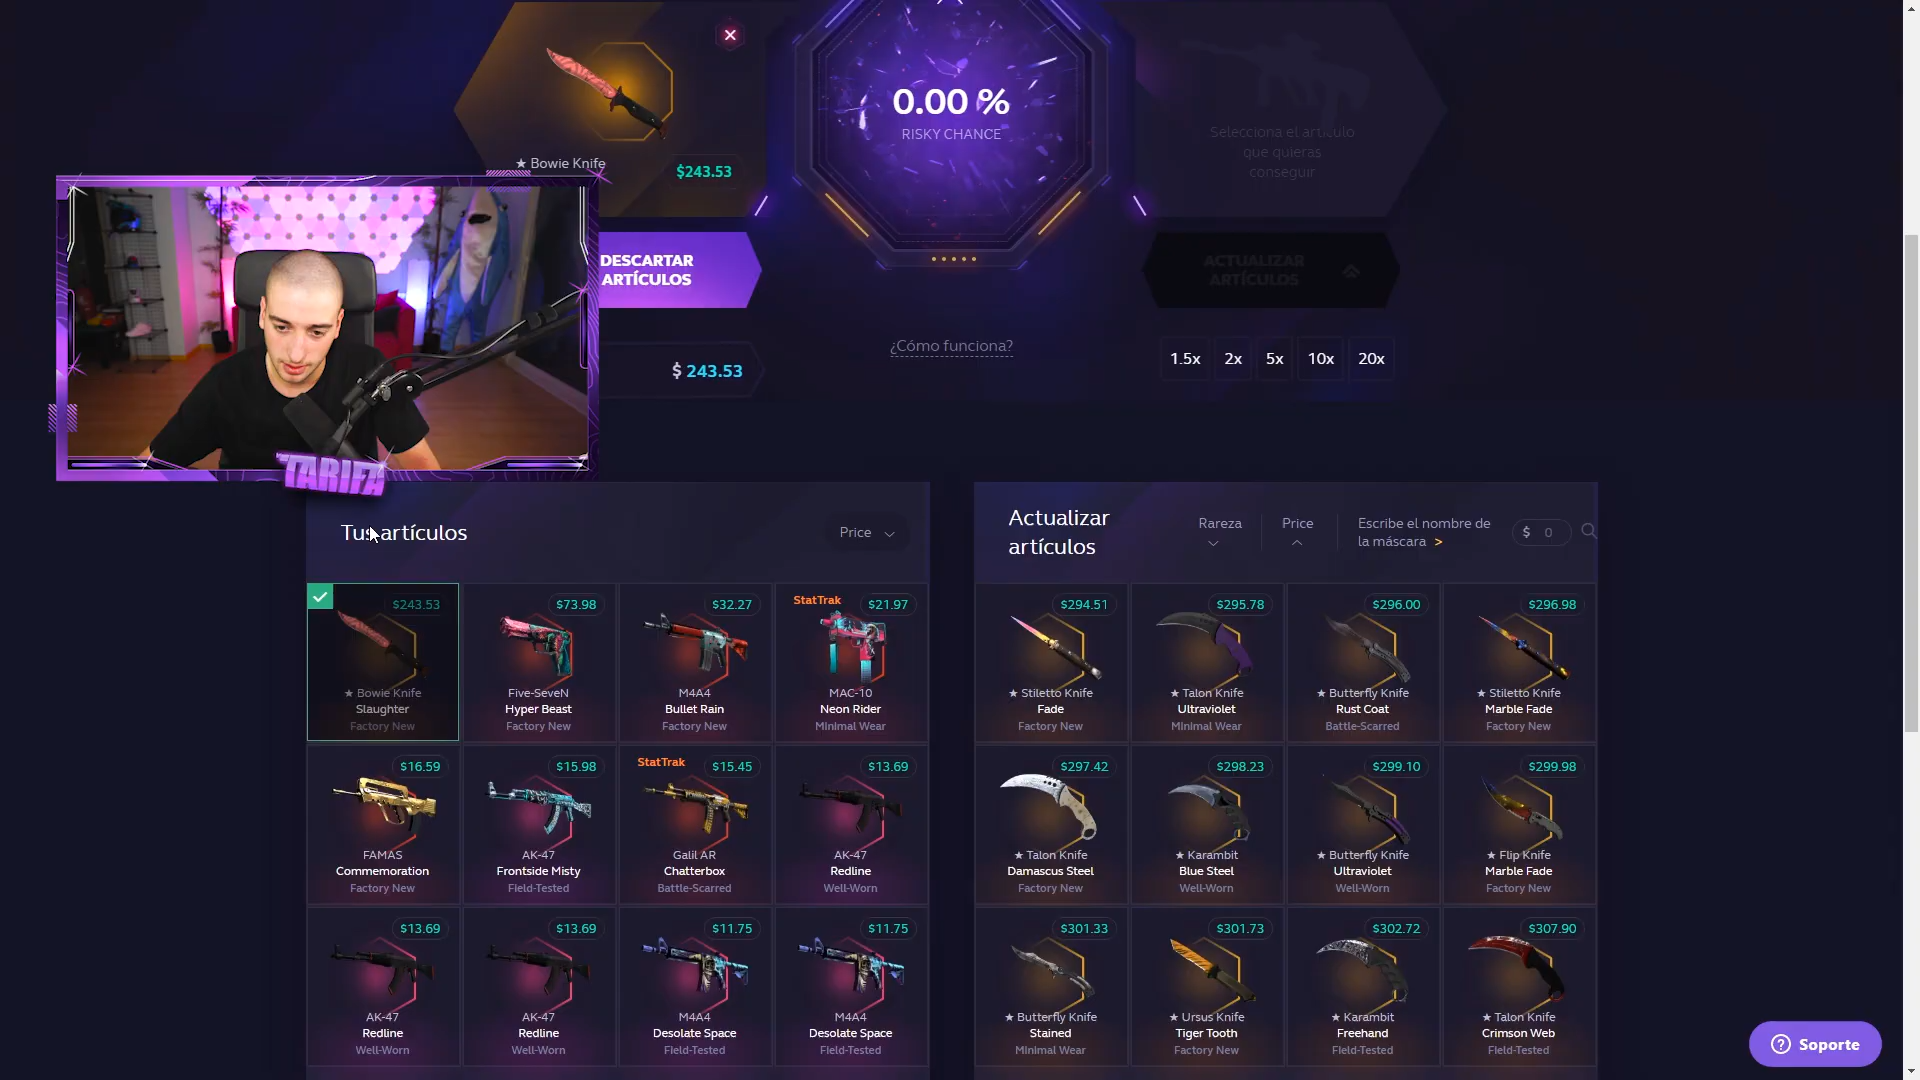 0.00 %
RISKY CHANCE
★ Bowie Knife
$243.53
Selecciona el artículo
que quieras
conseguir
DESCARTAR
ARTÍCULOS
ACTUALIZAR
ARTÍCULOS
$ 243.53
¿Cómo funciona?
1.5x 2x 5x 10x 20x
TARIFA
Tus artículos
Price
Actualizar
artículos
Rareza
Price
Escribe el nombre de
la máscara >
$ 0
$243.53
★ Bowie Knife
Slaughter
Factory New
$73.98
Five-SeveN
Hyper Beast
Factory New
$32.27
M4A4
Bullet Rain
Factory New
StatTrak $21.97
MAC-10
Neon Rider
Minimal Wear
$16.59
FAMAS
Commemoration
Factory New
$15.98
AK-47
Frontside Misty
Field-Tested
StatTrak $15.45
Galil AR
Chatterbox
Battle-Scarred
$13.69
AK-47
Redline
Well-Worn
$13.69
AK-47
Redline
Well-Worn
$13.69
AK-47
Redline
Well-Worn
$11.75
M4A4
Desolate Space
Field-Tested
$11.75
M4A4
Desolate Space
Field-Tested
$294.51
★ Stiletto Knife
Fade
Factory New
$295.78
★ Talon Knife
Ultraviolet
Minimal Wear
$296.00
★ Butterfly Knife
Rust Coat
Battle-Scarred
$296.98
★ Stiletto Knife
Marble Fade
Factory New
$297.42
★ Talon Knife
Damascus Steel
Factory New
$298.23
★ Karambit
Blue Steel
Well-Worn
$299.10
★ Butterfly Knife
Ultraviolet
Well-Worn
$299.98
★ Flip Knife
Marble Fade
Factory New
$301.33
★ Butterfly Knife
Stained
Minimal Wear
$301.73
★ Ursus Knife
Tiger Tooth
Factory New
$302.72
★ Karambit
Freehand
Field-Tested
$307.90
★ Talon Knife
Crimson Web
Field-Tested
Soporte